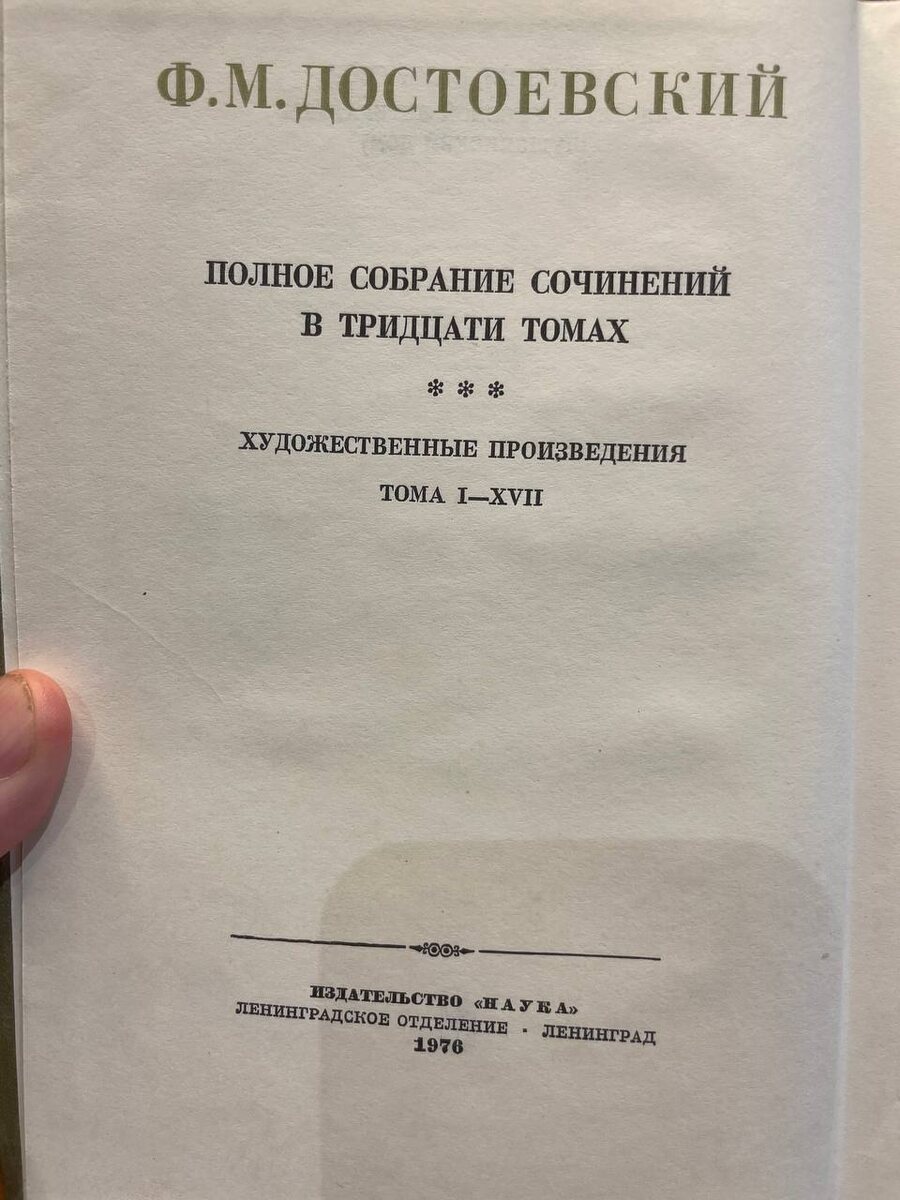 Ф.М.ДОСТОЕВСКИЙ
ПОЛНОЕ СОБРАНИЕ СОЧИНЕНИЙ
В ТРИДЦАТИ ТОМАХ
* * *
ХУДОЖЕСТВЕННЫЕ ПРОИЗВЕДЕНИЯ
ТОМА I—XVII
ИЗДАТЕЛЬСТВО «НАУКА»
ЛЕНИНГРАДСКОЕ ОТДЕЛЕНИЕ · ЛЕНИНГРАД
1976